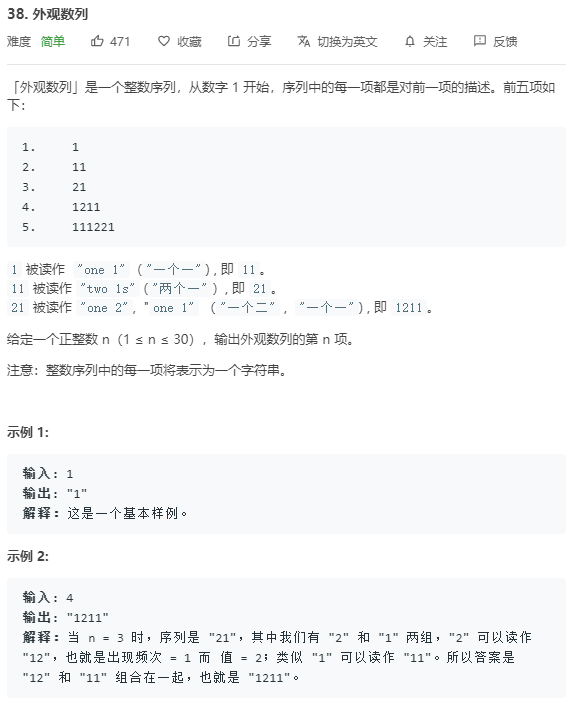 38. 外观数列
难度 简单 471 收藏 分享 切换为英文 关注 反馈
「外观数列」是一个整数序列，从数字 1 开始，序列中的每一项都是对前一项的描述。前五项如
下：
1. 1
2. 11
3. 21
4. 1211
5. 111221
1 被读作 "one 1" ("一个一") , 即 11。
11 被读作 "two 1s" ("两个一") , 即 21。
21 被读作 "one 2", "one 1" ("一个二" , "一个一") , 即 1211。
给定一个正整数 n（1 ≤ n ≤ 30），输出外观数列的第 n 项。
注意：整数序列中的每一项将表示为一个字符串。
示例 1:
输入: 1
输出: "1"
解释：这是一个基本样例。
示例 2:
输入: 4
输出: "1211"
解释：当 n = 3 时，序列是 "21"，其中我们有 "2" 和 "1" 两组，"2" 可以读作
"12"，也就是出现频次 = 1 而 值 = 2；类似 "1" 可以读作 "11"。所以答案是
"12" 和 "11" 组合在一起，也就是 "1211"。